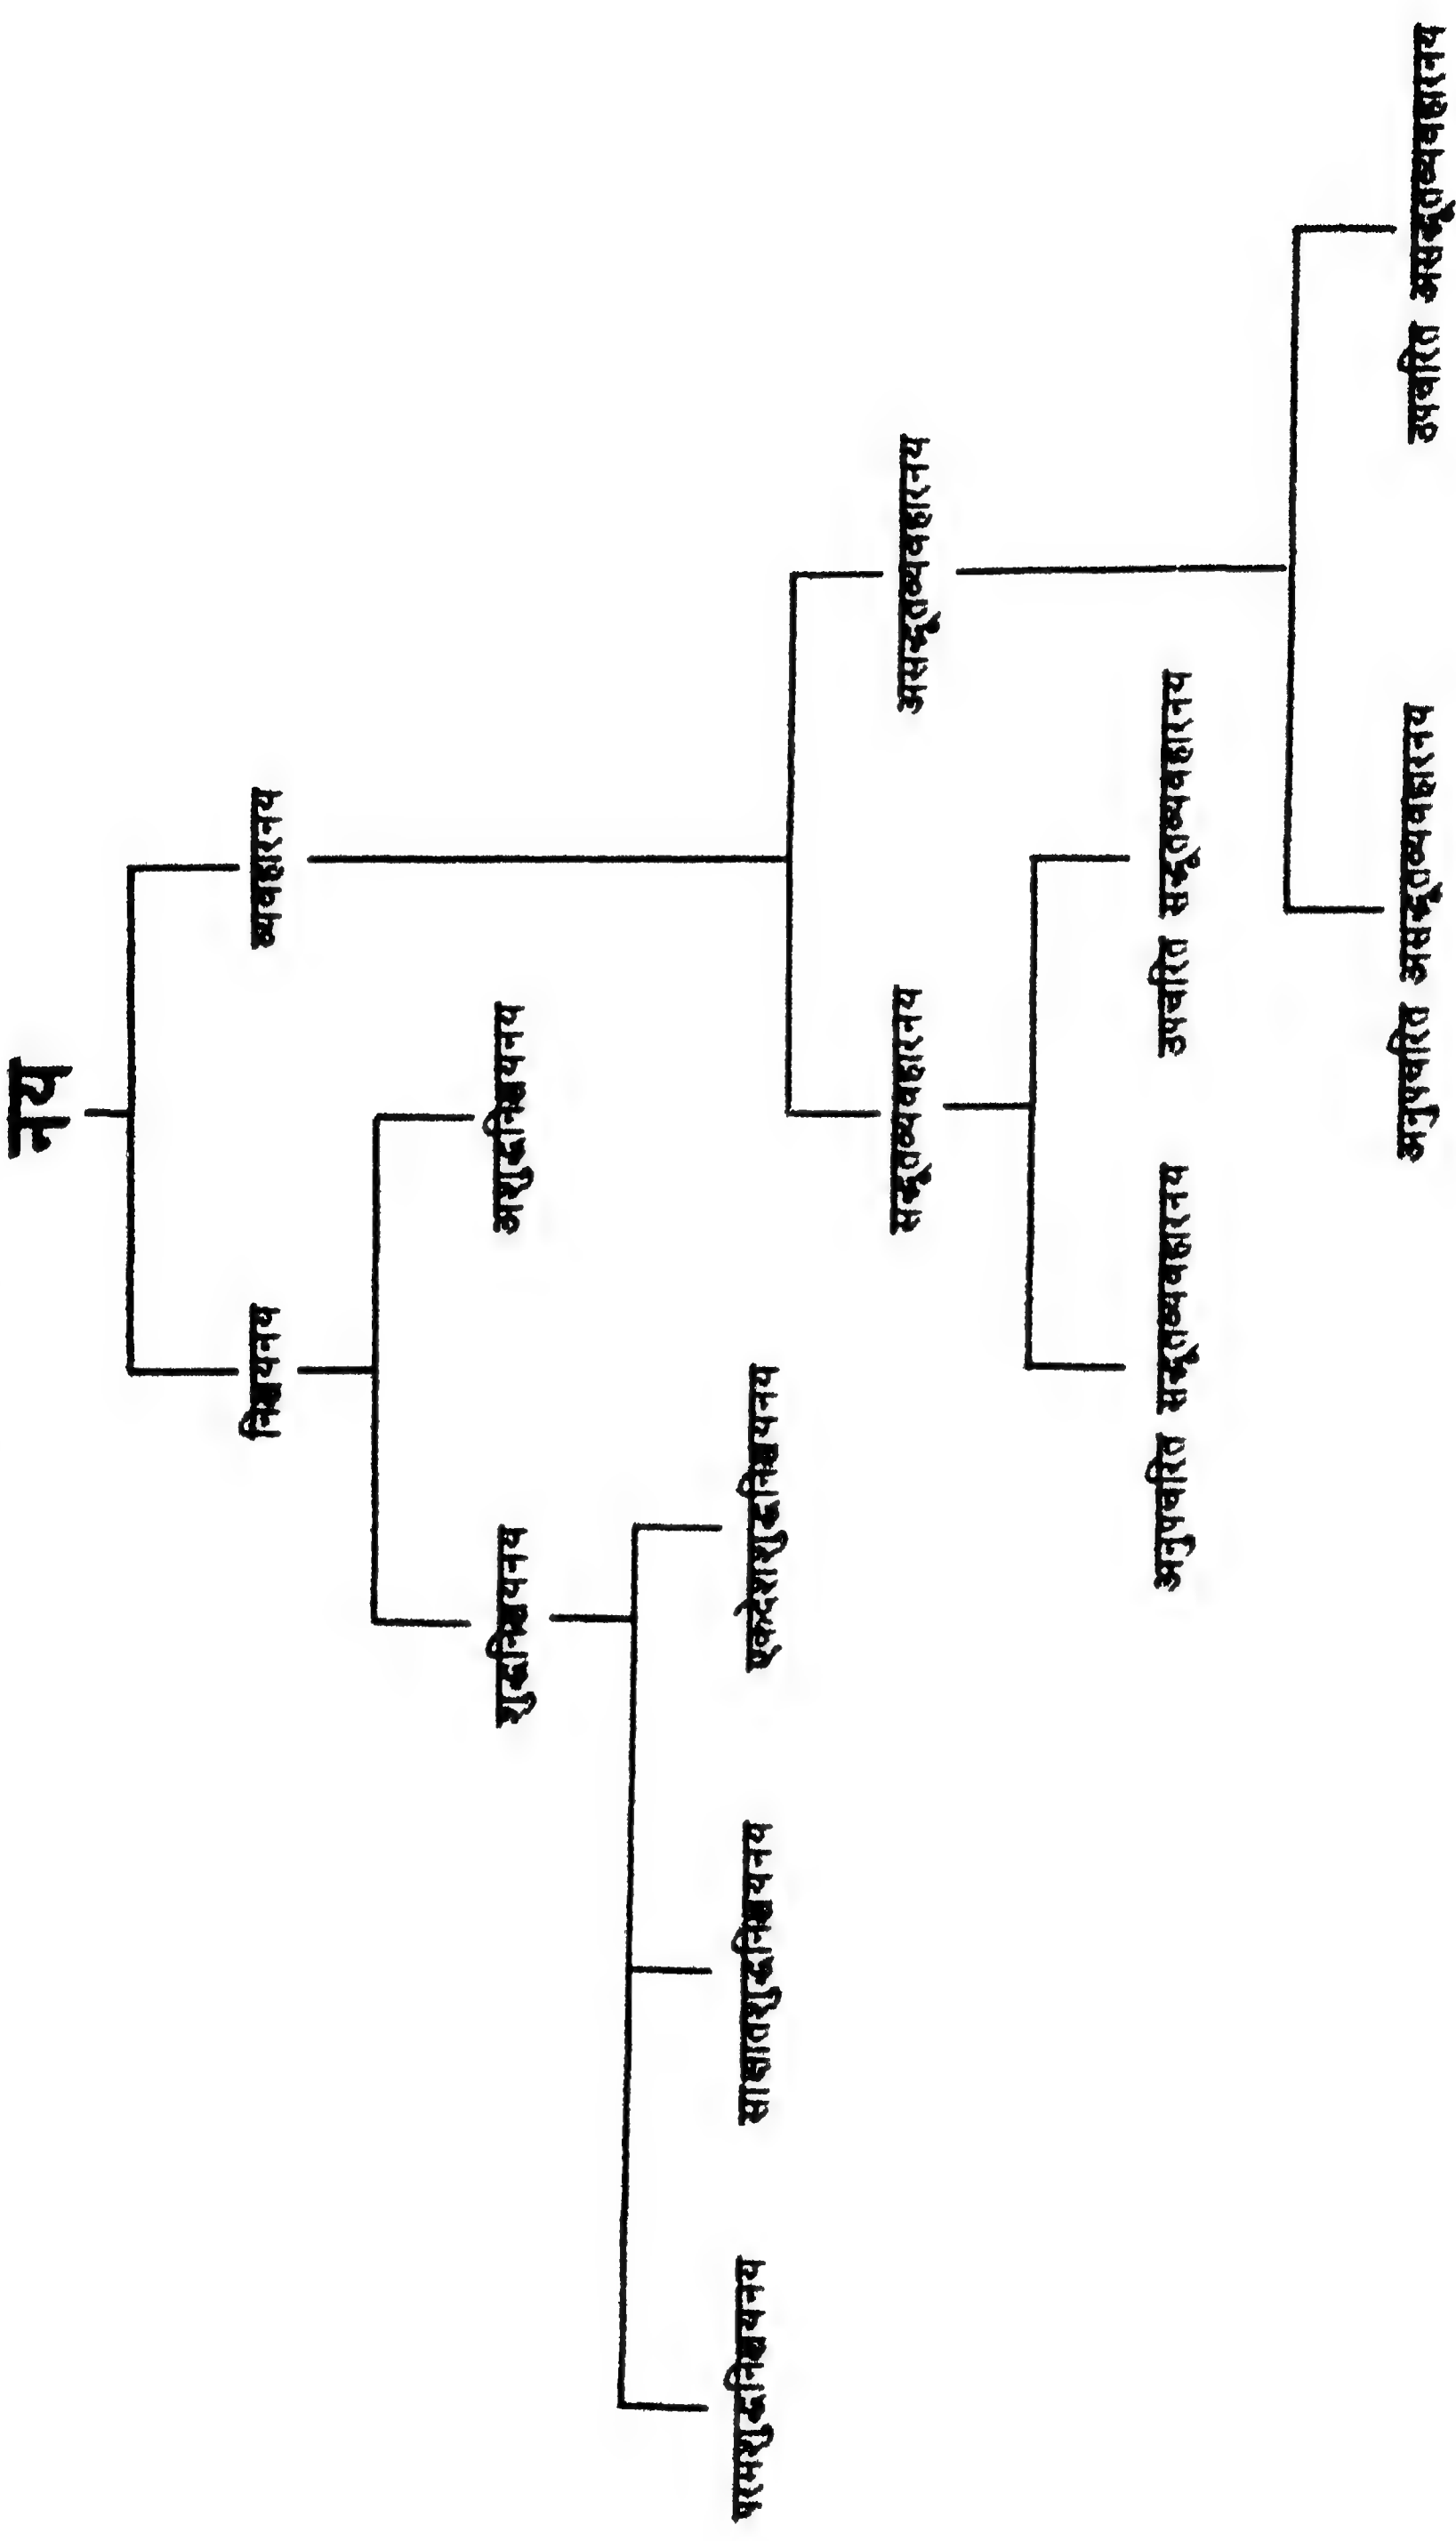 नय
निश्चयनय व्यवहारनय
शुद्धनिश्चयनय अशुद्धनिश्चयनय
परमशुद्धनिश्चयनय साक्षातशुद्धनिश्चयनय एकदेशशुद्धनिश्चयनय
सद्भूतव्यवहारनय असद्भूतव्यवहारनय
अनुपचरित सद्भूतव्यवहारनय उपचरित सद्भूतव्यवहारनय
अनुपचरित असद्भूतव्यवहारनय उपचरित असद्भूतव्यवहारनय